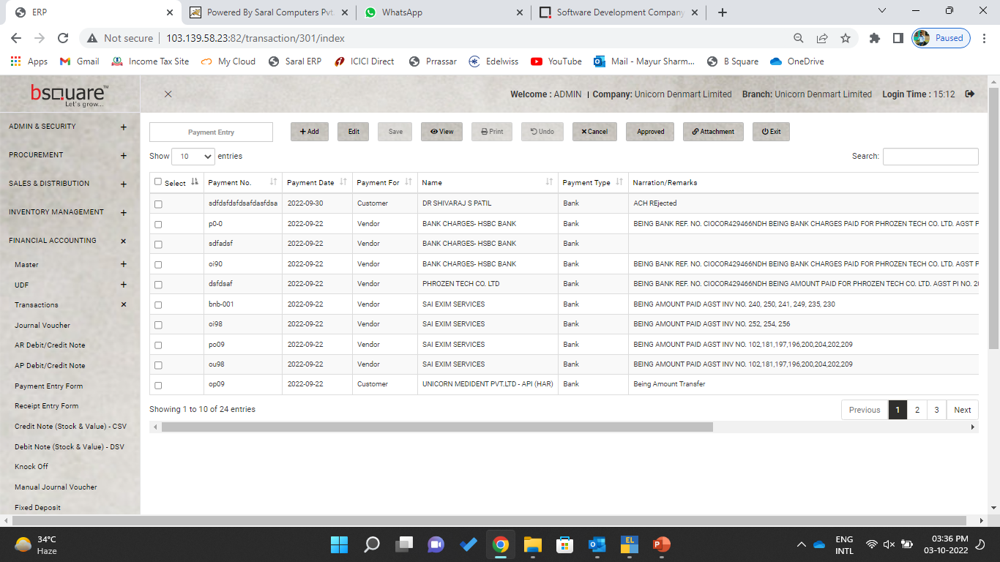 ERP
Powered By Saral Computers Pvt.
WhatsApp
Software Development Company
Not secure 103.139.58.23:82/transaction/301/index
Paused
Apps Gmail Income Tax Site My Cloud Saral ERP ICICI Direct Prrassar Edelwiss YouTube Mail - Mayur Sharm... B Square OneDrive
bsquare™
Let's grow...
Welcome : ADMIN | Company: Unicorn Denmart Limited Branch: Unicorn Denmart Limited Login Time : 15:12
ADMIN & SECURITY
PROCUREMENT
SALES & DISTRIBUTION
INVENTORY MANAGEMENT
FINANCIAL ACCOUNTING
Master
UDF
Transactions
Journal Voucher
AR Debit/Credit Note
AP Debit/Credit Note
Payment Entry Form
Receipt Entry Form
Credit Note (Stock & Value) - CSV
Debit Note (Stock & Value) - DSV
Knock Off
Manual Journal Voucher
Fixed Deposit
Payment Entry Add Edit Save View Print Undo Cancel Approved Attachment Exit
Show 10 entries Search:
Select Payment No. Payment Date Payment For Name Payment Type Narration/Remarks
sdfdsfdsfdsafdasfdsa 2022-09-30 Customer DR SHIVARAJ S PATIL Bank ACH REjected
p0-0 2022-09-22 Vendor BANK CHARGES- HSBC BANK Bank BEING BANK REF. NO. CIOCOR429466NDH BEING BANK CHARGES PAID FOR PHROZEN TECH CO. LTD. AGST P
sdfadsf 2022-09-22 Vendor BANK CHARGES- HSBC BANK Bank
oi90 2022-09-22 Vendor BANK CHARGES- HSBC BANK Bank BEING BANK REF. NO. CIOCOR429466NDH BEING BANK CHARGES PAID FOR PHROZEN TECH CO. LTD. AGST P
dsfdsaf 2022-09-22 Vendor PHROZEN TECH CO. LTD Bank BEING BANK REF. NO. CIOCOR429466NDH BEING AMOUNT PAID FOR PHROZEN TECH CO. LTD. AGST PI NO. 20
bnb-001 2022-09-22 Vendor SAI EXIM SERVICES Bank BEING AMOUNT PAID AGST INV NO. 240, 250, 241, 249, 235, 230
oi98 2022-09-22 Vendor SAI EXIM SERVICES Bank BEING AMOUNT PAID AGST INV NO. 252, 254, 256
po09 2022-09-22 Vendor SAI EXIM SERVICES Bank BEING AMOUNT PAID AGST INV NO. 102,181,197,196,200,204,202,209
ou98 2022-09-22 Vendor SAI EXIM SERVICES Bank BEING AMOUNT PAID AGST INV NO. 102,181,197,196,200,204,202,209
op09 2022-09-22 Customer UNICORN MEDIDENT PVT.LTD - API (HAR) Bank Being Amount Transfer
Showing 1 to 10 of 24 entries Previous 1 2 3 Next
34°C
Haze
EL
ENG
INTL
03:36 PM
03-10-2022